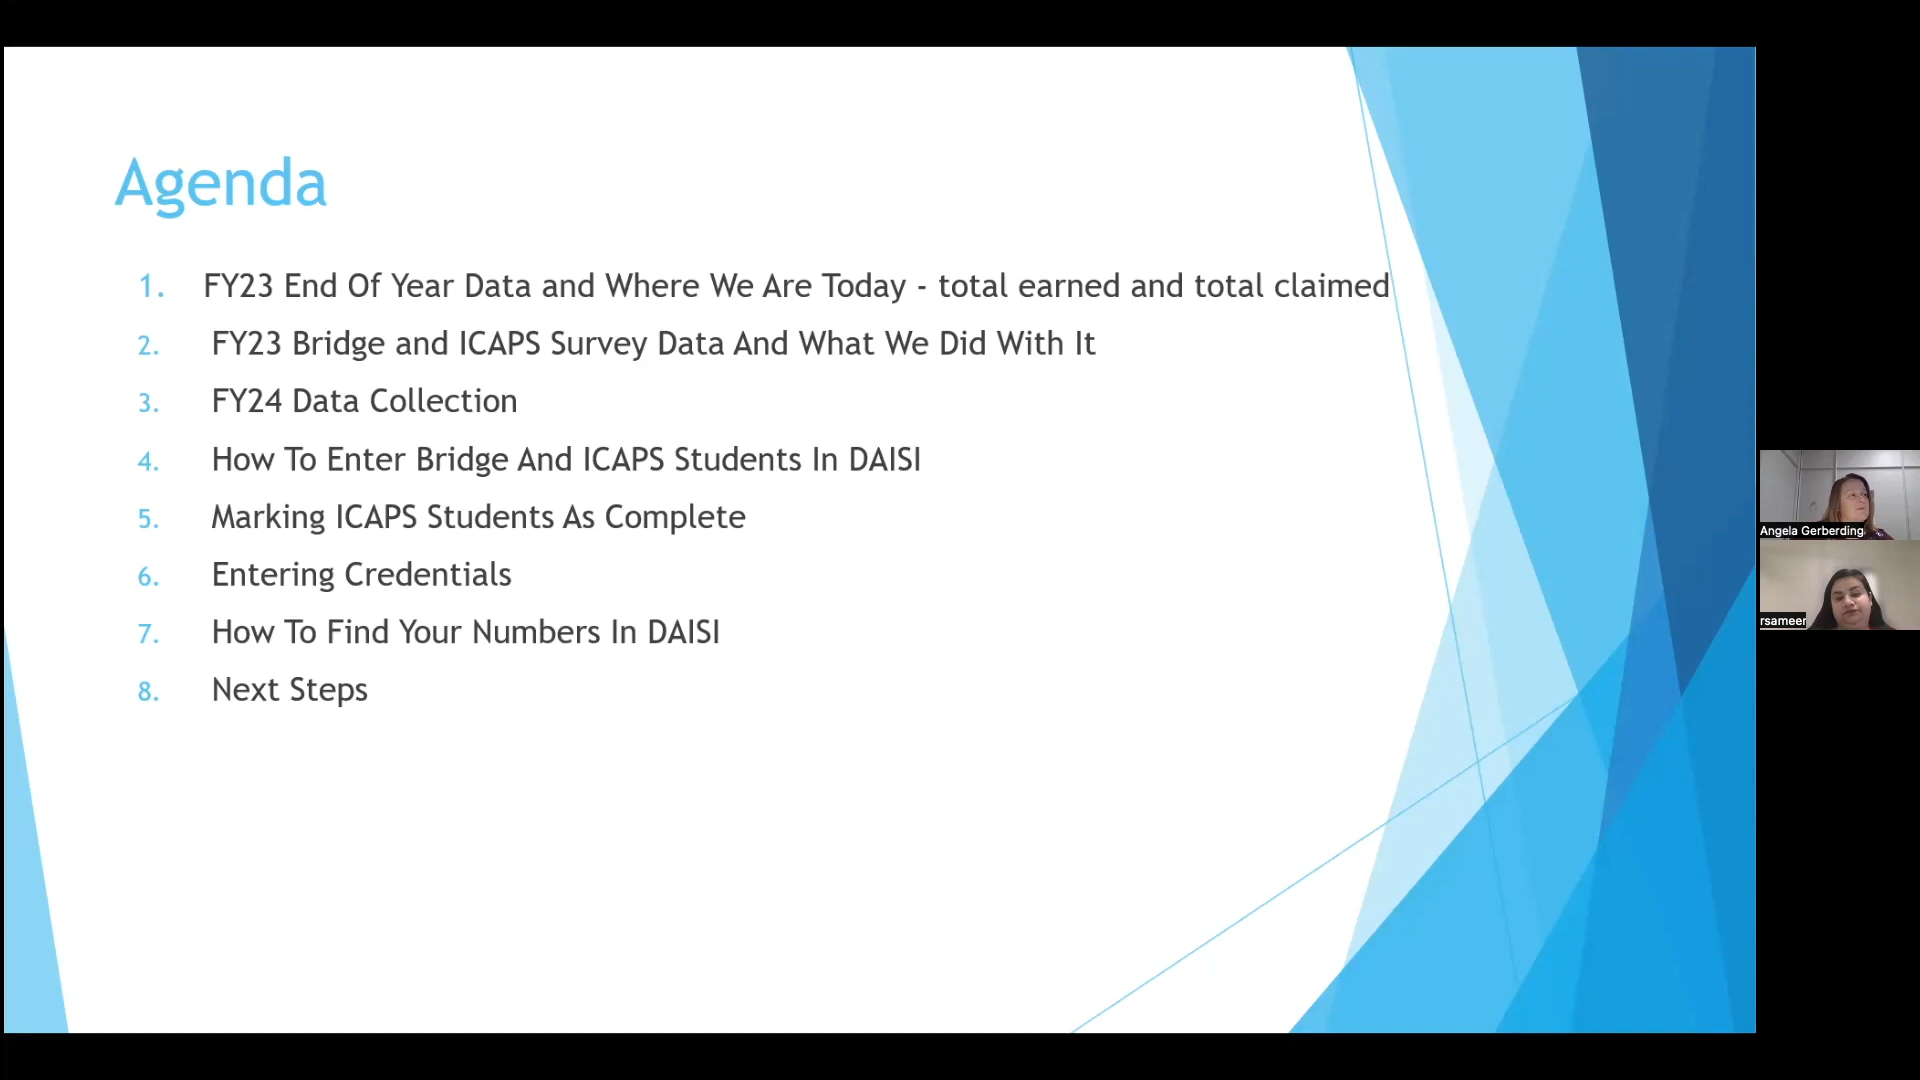 Agenda
1. FY23 End Of Year Data and Where We Are Today - total earned and total claimed
2. FY23 Bridge and ICAPS Survey Data And What We Did With It
3. FY24 Data Collection
4. How To Enter Bridge And ICAPS Students In DAISI
5. Marking ICAPS Students As Complete
6. Entering Credentials
7. How To Find Your Numbers In DAISI
8. Next Steps
Angela Gerberding
rsameer